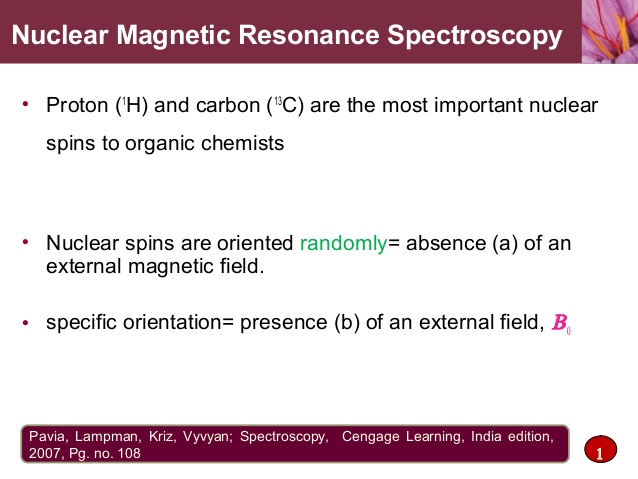 Nuclear Magnetic Resonance Spectroscopy
• Proton (¹H) and carbon (¹³C) are the most important nuclear
spins to organic chemists
• Nuclear spins are oriented randomly= absence (a) of an
external magnetic field.
• specific orientation= presence (b) of an external field, B₀
Pavia, Lampman, Kriz, Vyvyan; Spectroscopy, Cengage Learning, India edition,
2007, Pg. no. 108
1